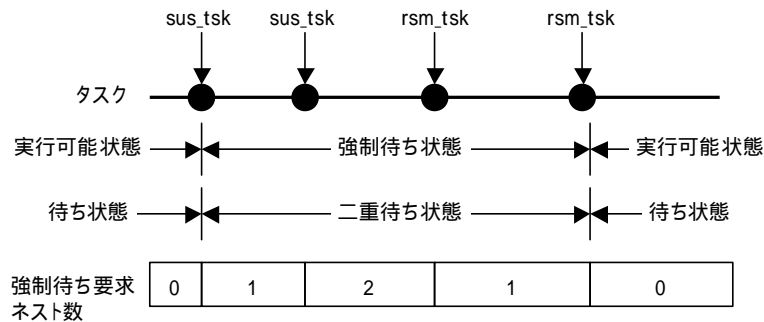 sus_tsk sus_tsk rsm_tsk rsm_tsk
タスク
実行可能状態 強制待ち状態 実行可能状態
待ち状態 二重待ち状態 待ち状態
強制待ち要求 0 1 2 1 0
ネスト数